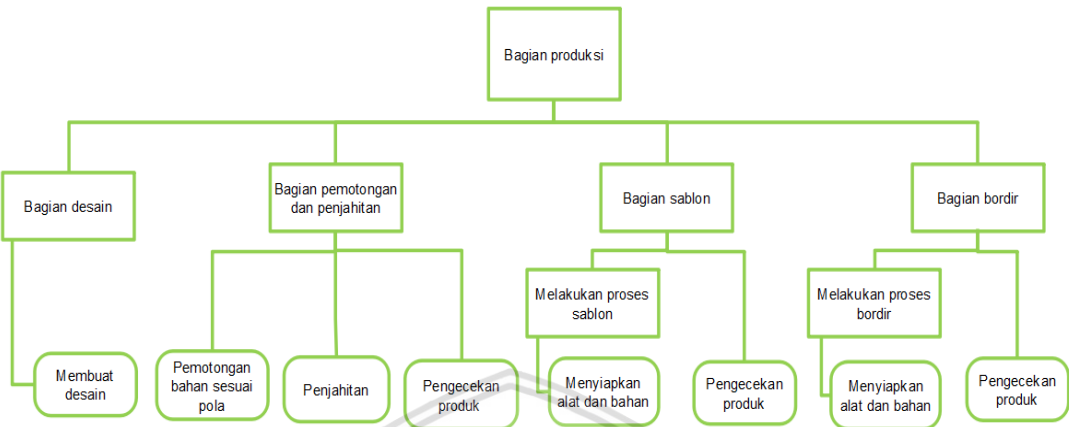 Bagian produksi
Bagian desain
Bagian pemotongan
dan penjahitan
Bagian sablon
Bagian bordir
Melakukan proses
sablon
Melakukan proses
bordir
Membuat
desain
Pemotongan
bahan sesuai
pola
Penjahitan
Pengecekan
produk
Menyiapkan
alat dan bahan
Pengecekan
produk
Menyiapkan
alat dan bahan
Pengecekan
produk